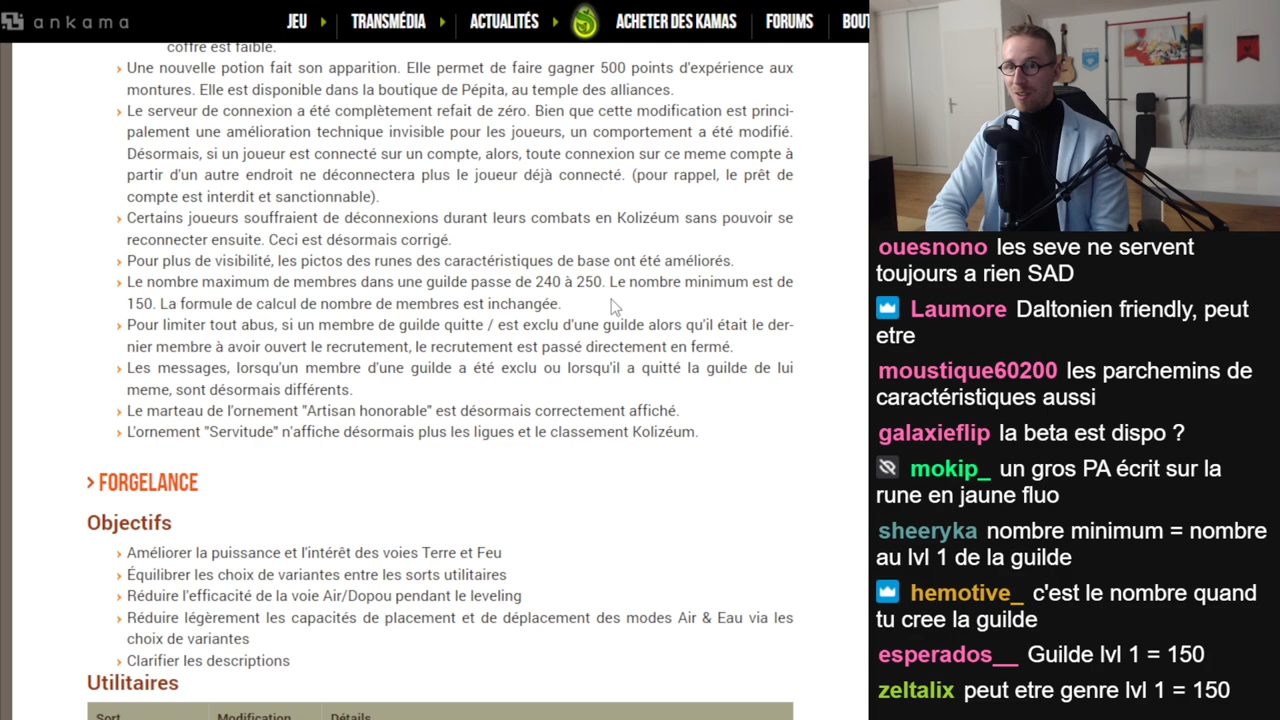 ankama
JEU
TRANSMÉDIA
ACTUALITÉS
ACHETER DES KAMAS
FORUMS
BOU
coffre est faible.
Une nouvelle potion fait son apparition. Elle permet de faire gagner 500 points d'expérience aux
montures. Elle est disponible dans la boutique de Pépita, au temple des alliances.
Le serveur de connexion a été complètement refait de zéro. Bien que cette modification est princi-
palement une amélioration technique invisible pour les joueurs, un comportement a été modifié.
Désormais, si un joueur est connecté sur un compte, alors, toute connexion sur ce meme compte à
partir d'un autre endroit ne déconnectera plus le joueur déjà connecté. (pour rappel, le prêt de
compte est interdit et sanctionnable).
Certains joueurs souffraient de déconnexions durant leurs combats en Kolizéum sans pouvoir se
reconnecter ensuite. Ceci est désormais corrigé.
Pour plus de visibilité, les pictos des runes des caractéristiques de base ont été améliorés.
Le nombre maximum de membres dans une guilde passe de 240 à 250. Le nombre minimum est de
150. La formule de calcul de nombre de membres est inchangée.
Pour limiter tout abus, si un membre de guilde quitte / est exclu d'une guilde alors qu'il était le der-
nier membre à avoir ouvert le recrutement, le recrutement est passé directement en fermé.
Les messages, lorsqu'un membre d'une guilde a été exclu ou lorsqu'il a quitté la guilde de lui
meme, sont désormais différents.
Le marteau de l'ornement "Artisan honorable" est désormais correctement affiché.
L'ornement "Servitude" n'affiche désormais plus les ligues et le classement Kolizéum.
> FORGELANCE
Objectifs
Améliorer la puissance et l'intérêt des voies Terre et Feu
Équilibrer les choix de variantes entre les sorts utilitaires
Réduire l'efficacité de la voie Air/Dopou pendant le leveling
Réduire légèrement les capacités de placement et de déplacement des modes Air & Eau via les
choix de variantes
Clarifier les descriptions
Utilitaires
Sort
Modification
Détails
ouesnono les seve ne servent
toujours a rien SAD
Laumore Daltonien friendly, peut
etre
moustique60200 les parchemins de
caractéristiques aussi
galaxieflip la beta est dispo ?
mokip_ un gros PA écrit sur la
rune en jaune fluo
sheeryka nombre minimum = nombre
au lvl 1 de la guilde
hemotive_ c'est le nombre quand
tu cree la guilde
esperados__ Guilde lvl 1 = 150
zeltalix peut etre genre lvl 1 = 150